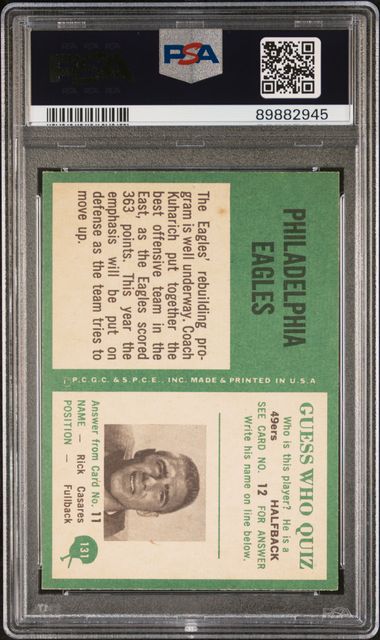 PSA
89882945
PHILADELPHIA
EAGLES
The Eagles' rebuilding pro-
gram is well underway. Coach
Kuharich put together the
best offensive team in the
East, as the Eagles scored
363 points. This year the
emphasis will be put on
defense as the team tries to
move up.
P.C.G.C. & S.P.C.E., INC. MADE & PRINTED IN U.S.A
GUESS WHO QUIZ
Who is this player? He is a
49ers HALFBACK
SEE CARD NO. 12 FOR ANSWER
Write his name on line below.
Answer from Card No. 11
NAME — Rick Casares
POSITION — Fullback
131
PSA